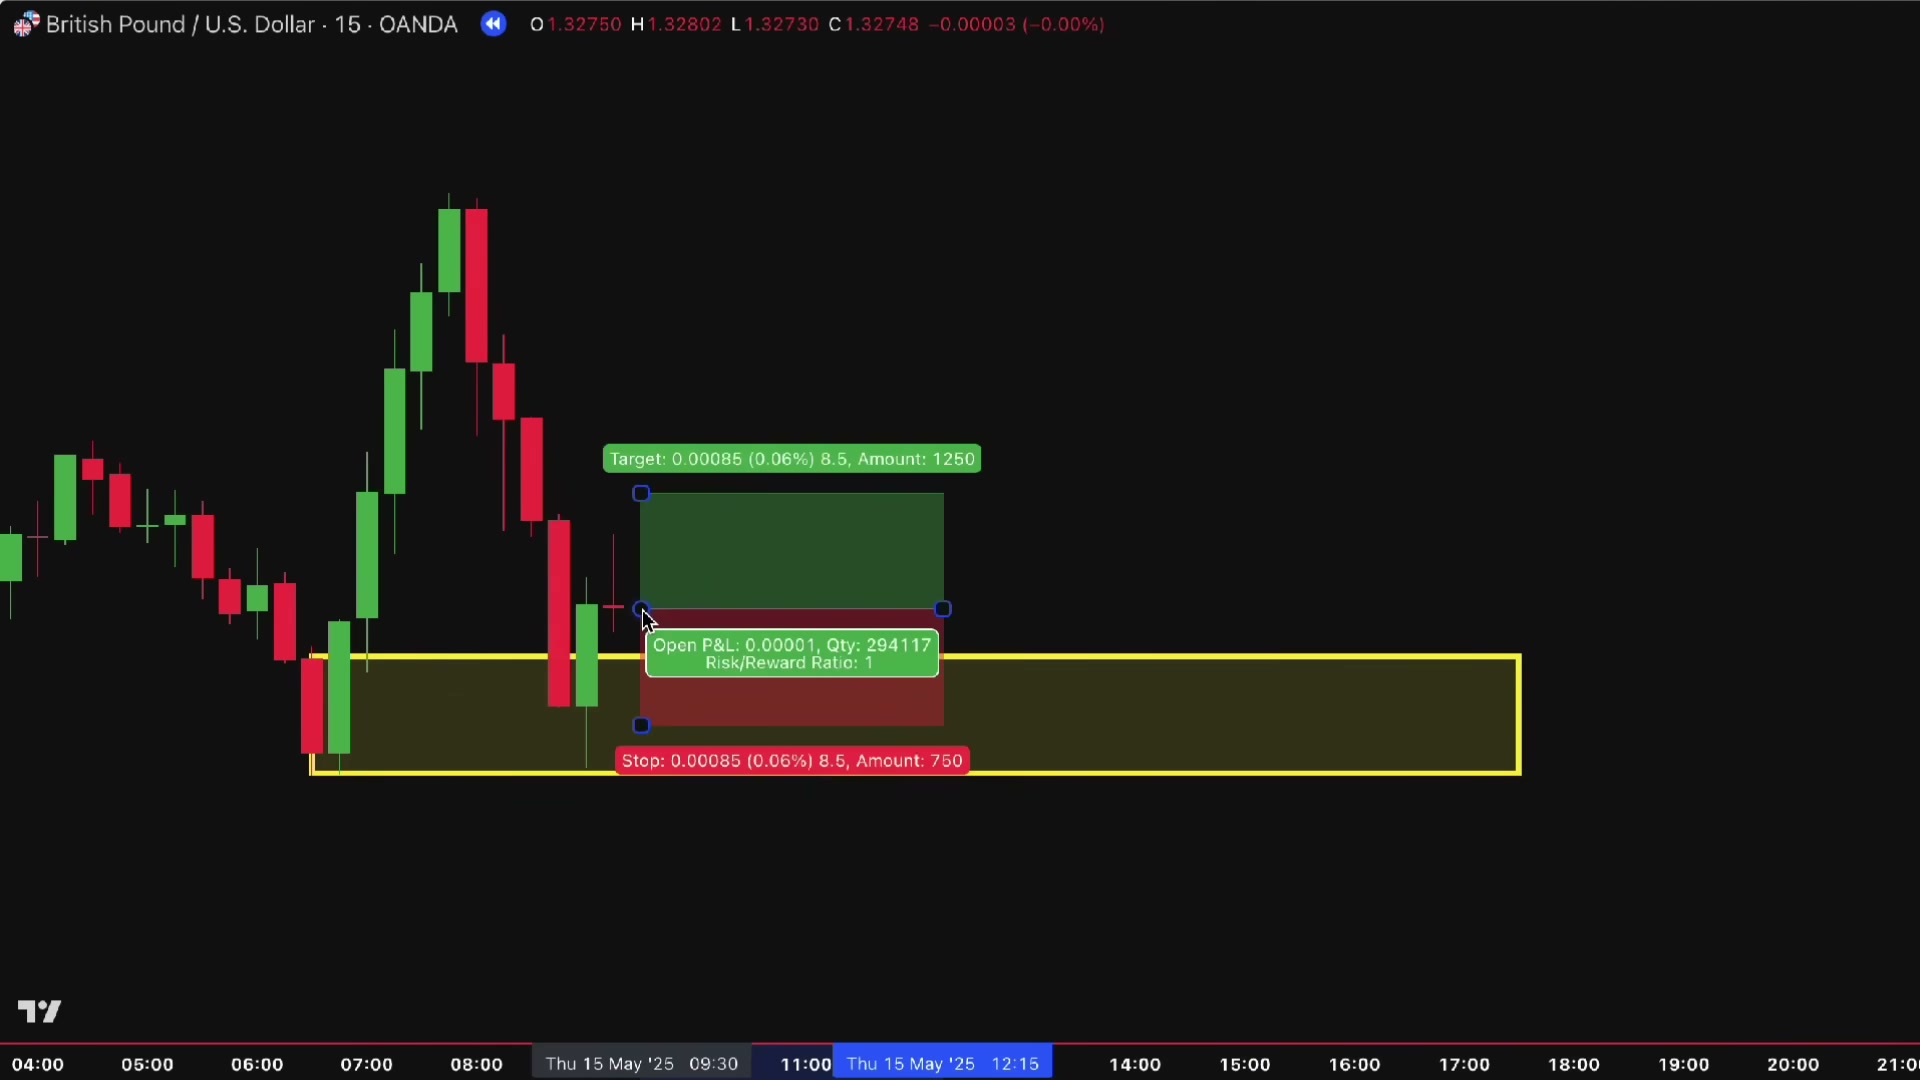 British Pound / U.S. Dollar · 15 · OANDA O1.32750 H1.32802 L1.32730 C1.32748 −0.00003 (−0.00%)
Target: 0.00085 (0.06%) 8.5, Amount: 1250
Open P&L: 0.00001, Qty: 294117
Risk/Reward Ratio: 1
Stop: 0.00085 (0.06%) 8.5, Amount: 750
04:00 05:00 06:00 07:00 08:00 Thu 15 May '25 09:30 11:00 Thu 15 May '25 12:15 14:00 15:00 16:00 17:00 18:00 19:00 20:00